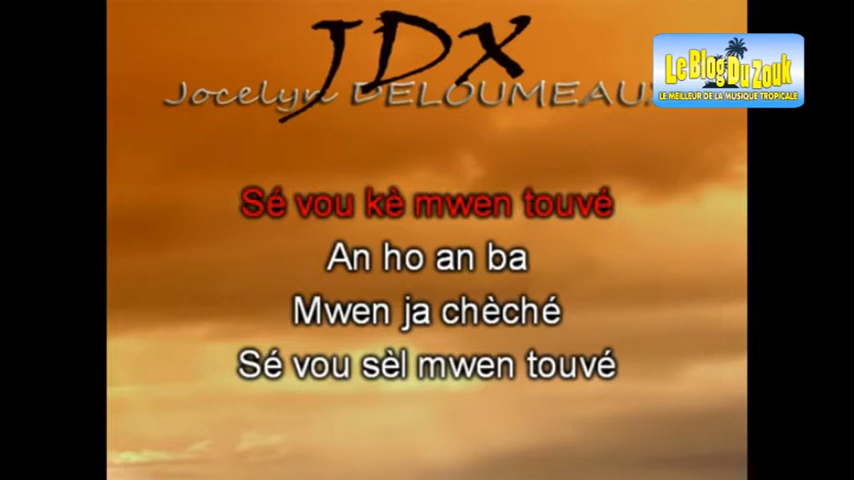 JDX
Jocelyn DELOUMEAUX
Le Blog Du Zouk
LE MEILLEUR DE LA MUSIQUE TROPICALE
Sé vou kè mwen touvé
An ho an ba
Mwen ja chèché
Sé vou sèl mwen touvé